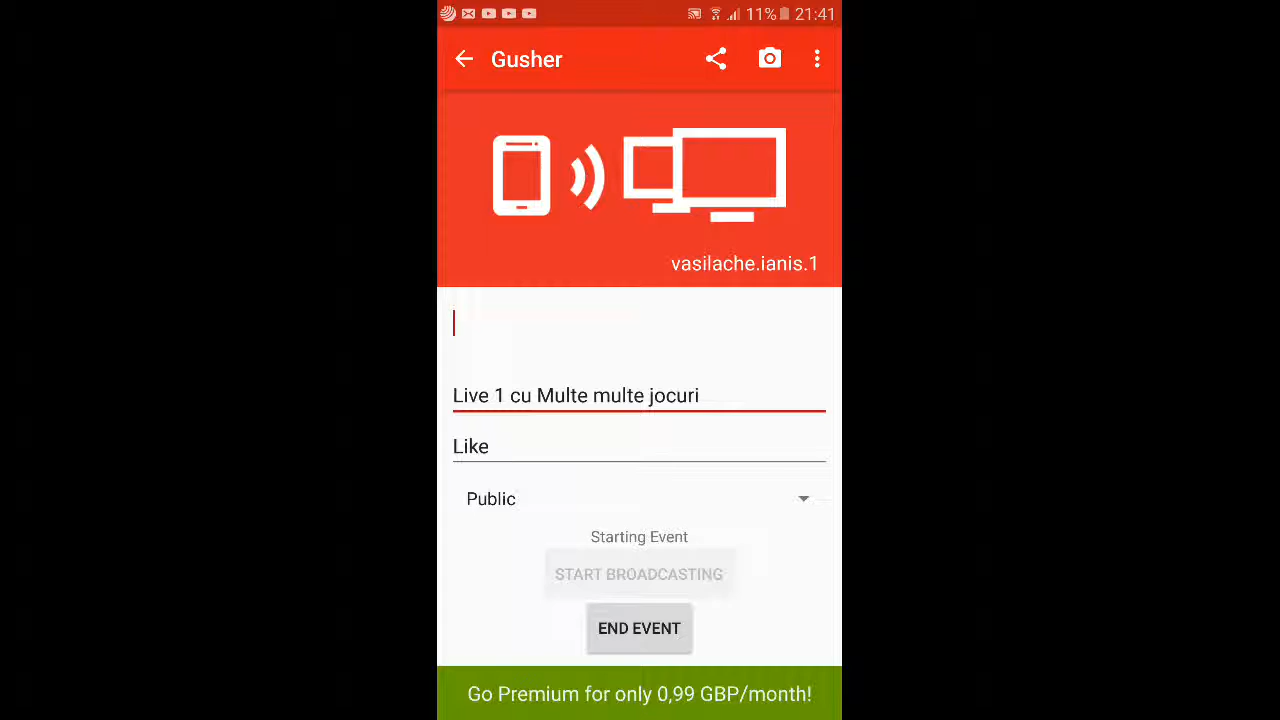 11% 21:41
Gusher
vasilache.ianis.1
Live 1 cu Multe multe jocuri
Like
Public
Starting Event
START BROADCASTING
END EVENT
Go Premium for only 0,99 GBP/month!